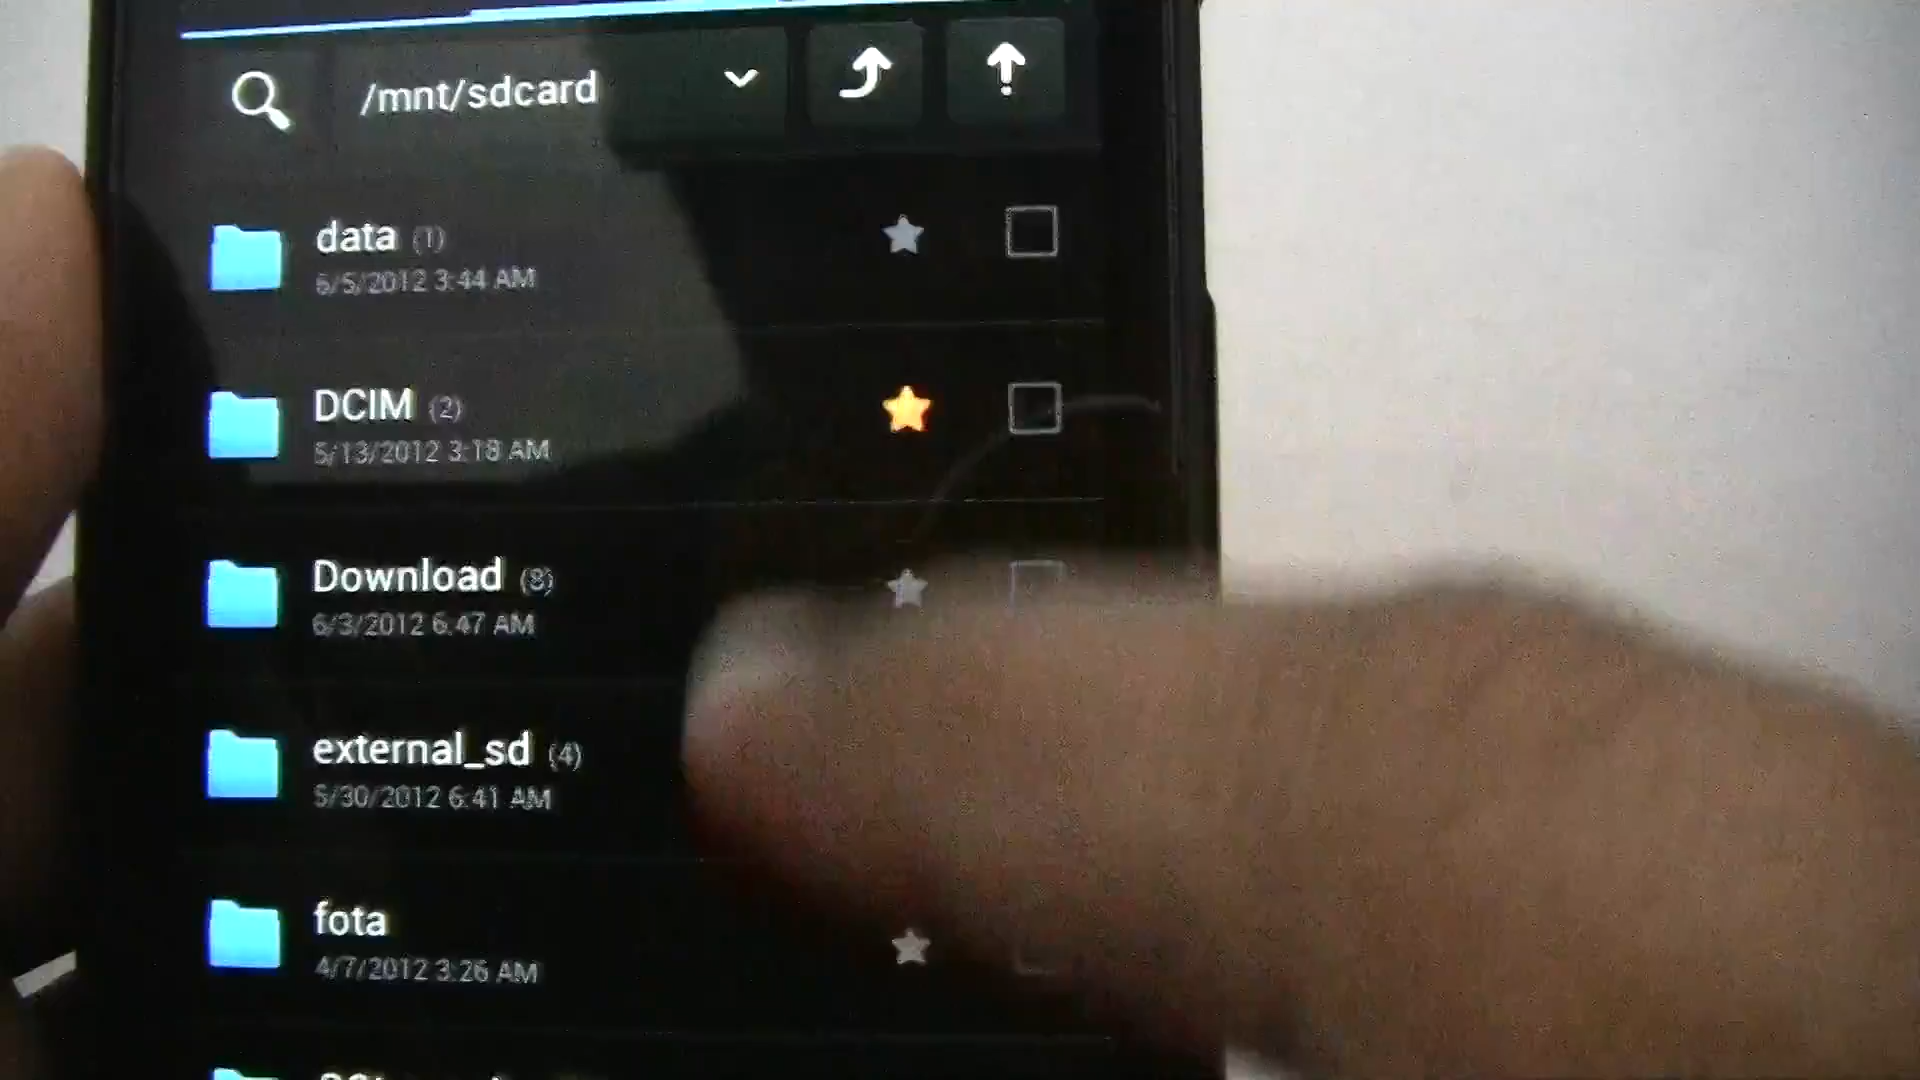 /mnt/sdcard
data (1)
6/5/2012 3:44 AM
DCIM (2)
5/13/2012 3:18 AM
Download (8)
6/3/2012 6:47 AM
external_sd (4)
5/30/2012 6:41 AM
fota
4/7/2012 3:26 AM